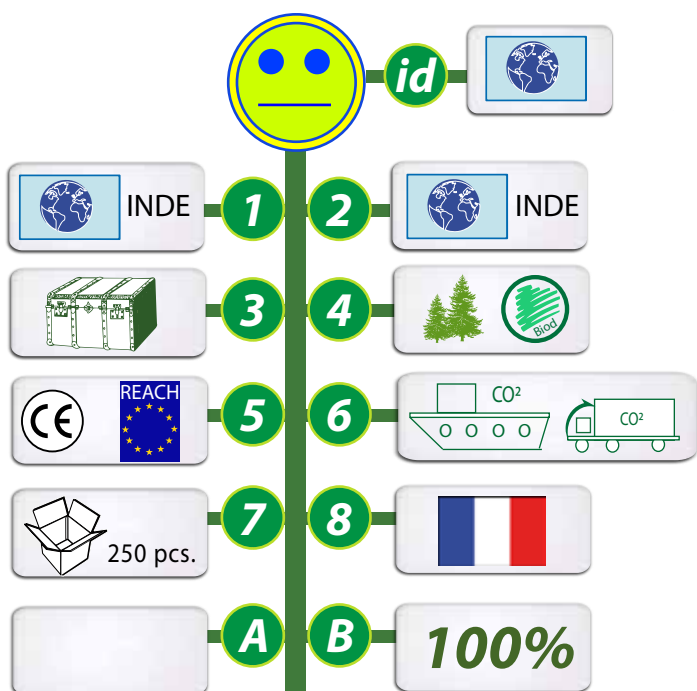 id
INDE
1
2
INDE
3
4
Biod
CE
REACH
5
6
CO²
CO²
250 pcs.
7
8
A
B
100%